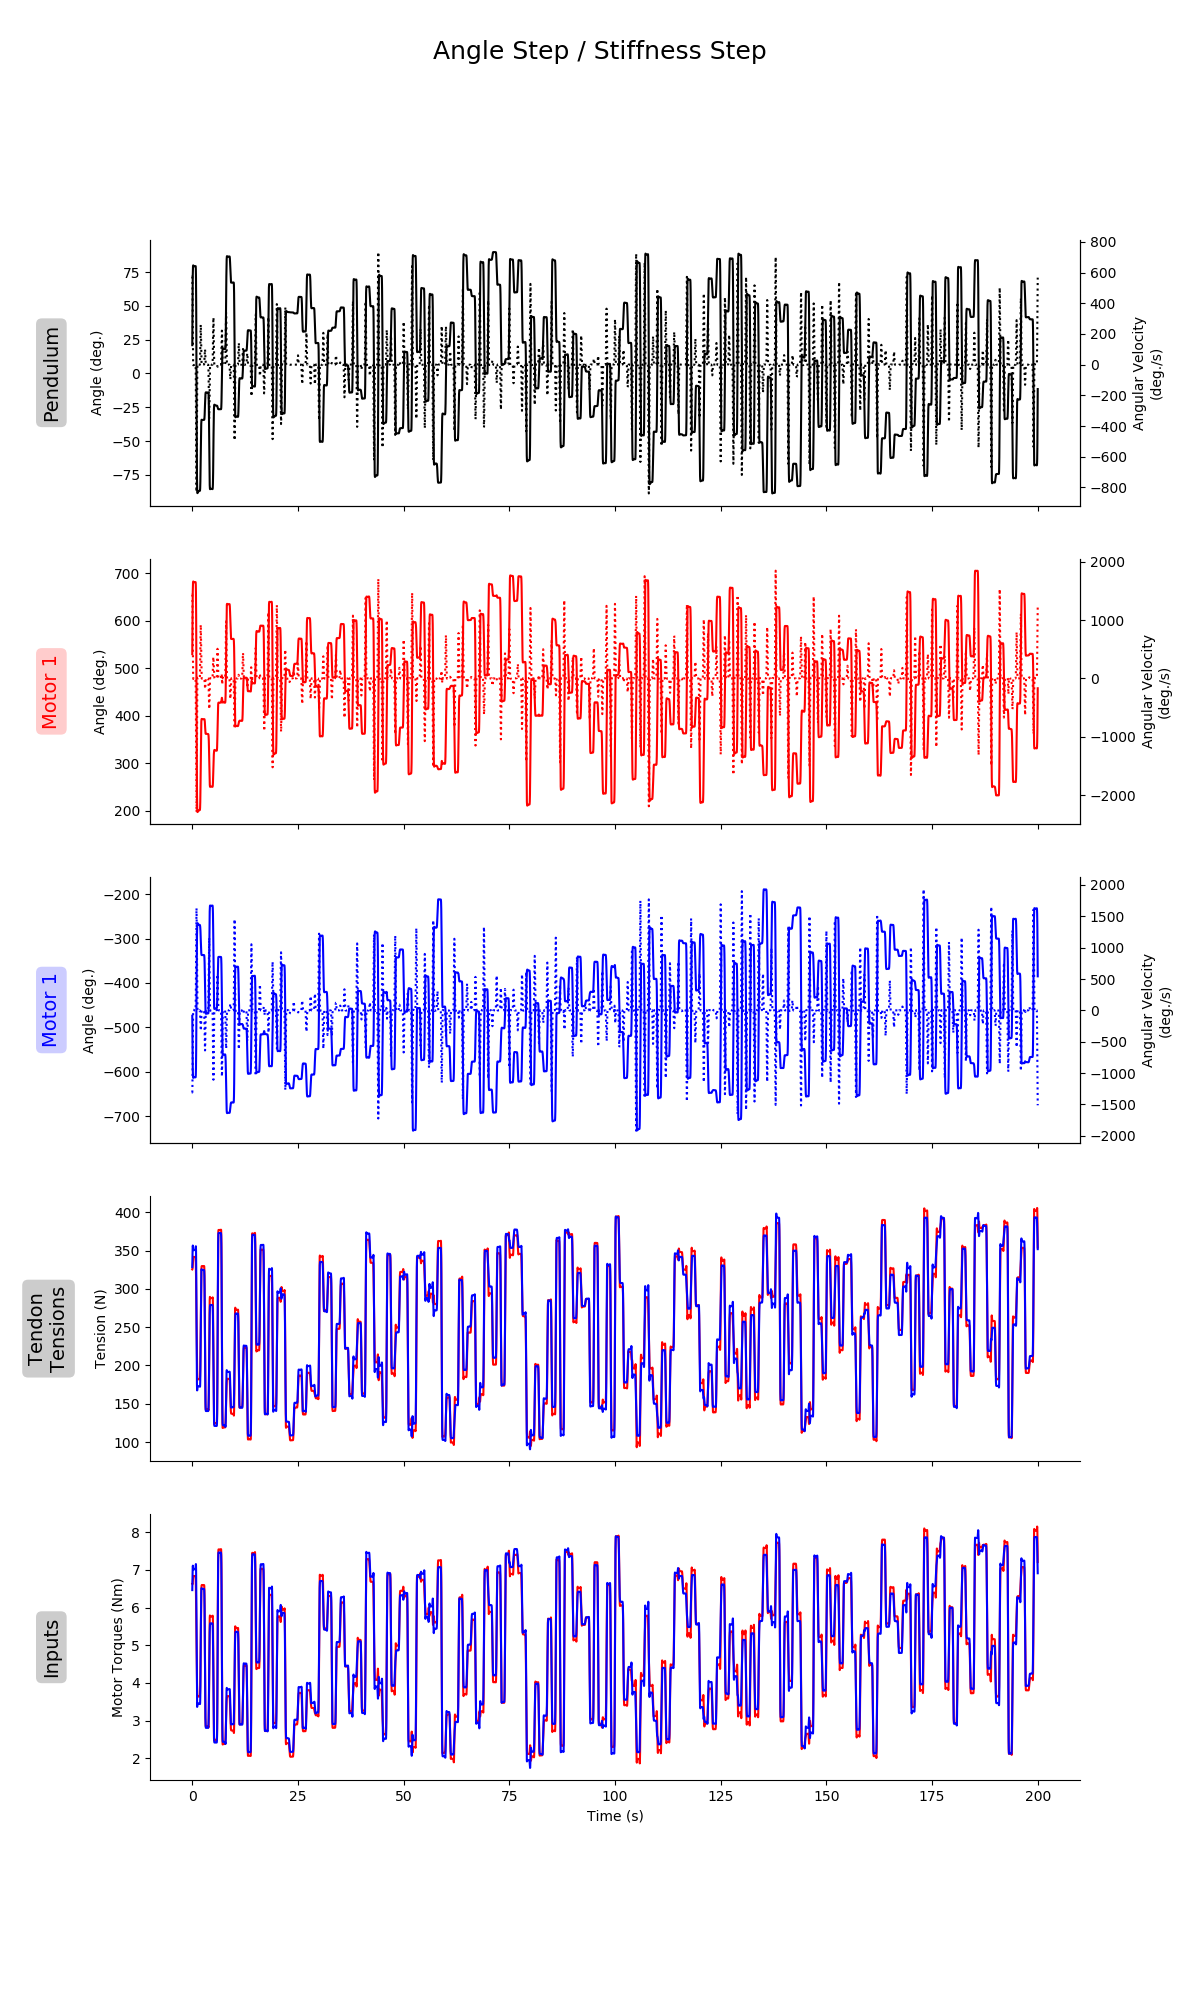 Angle Step / Stiffness Step
Pendulum
Angle (deg.)
75
50
25
0
−25
−50
−75
800
600
400
200
0
−200
−400
−600
−800
Angular Velocity
(deg./s)
Motor 1
Angle (deg.)
700
600
500
400
300
200
2000
1000
0
−1000
−2000
Angular Velocity
(deg./s)
Motor 1
Angle (deg.)
−200
−300
−400
−500
−600
−700
2000
1500
1000
500
0
−500
−1000
−1500
−2000
Angular Velocity
(deg./s)
Tendon
Tensions
Tension (N)
400
350
300
250
200
150
100
Inputs
Motor Torques (Nm)
8
7
6
5
4
3
2
0 25 50 75 100 125 150 175 200
Time (s)